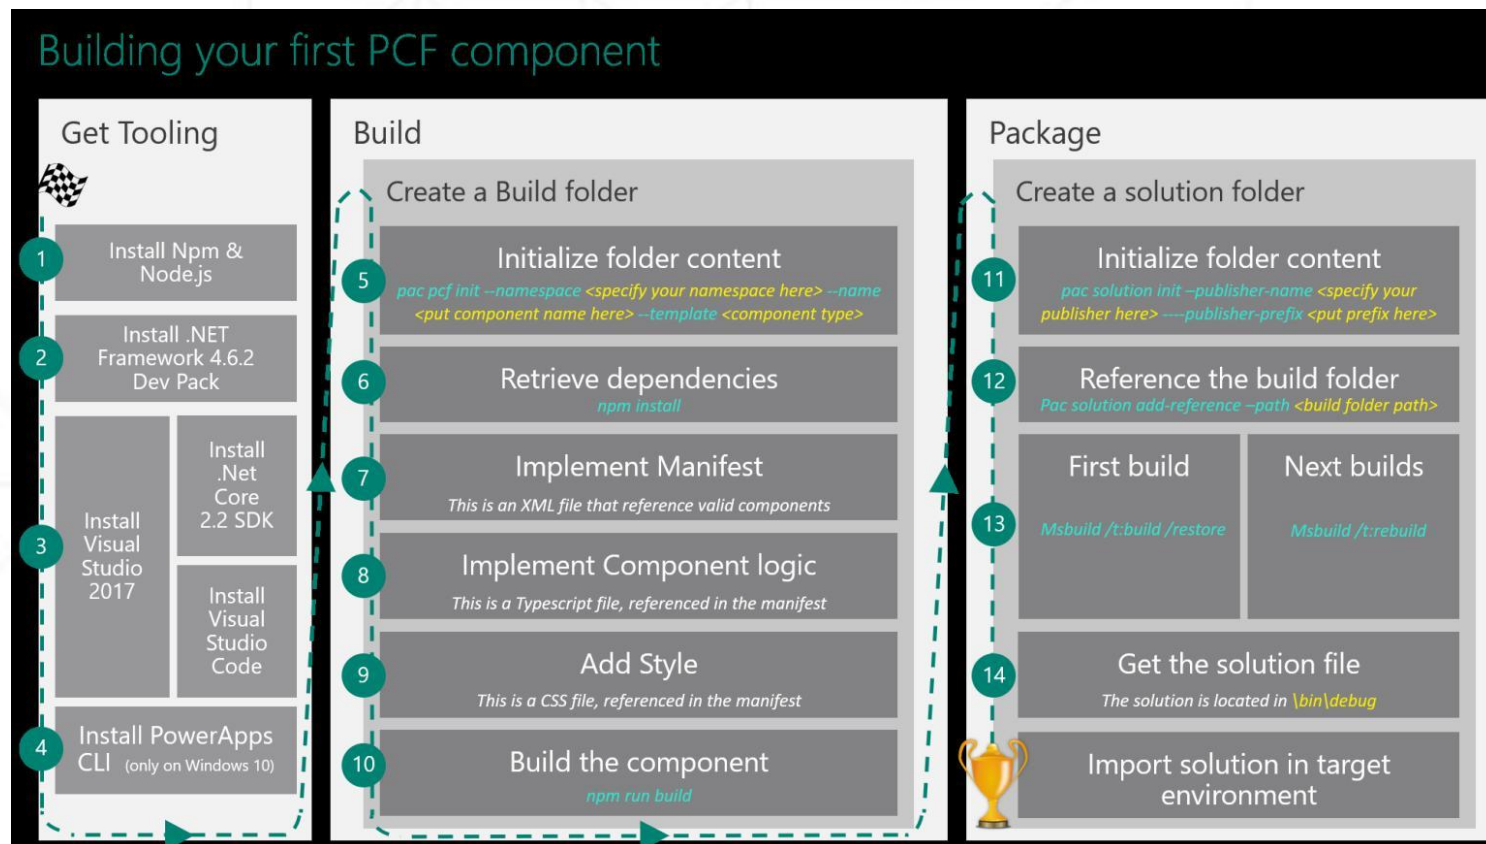 Building your first PCF component
Get Tooling
1
Install Npm &
Node.js
2
Install .NET
Framework 4.6.2
Dev Pack
3
Install
Visual
Studio
2017
Install
.Net
Core
2.2 SDK
Install
Visual
Studio
Code
4
Install PowerApps
CLI (only on Windows 10)
Build
Create a Build folder
5
Initialize folder content
pac pcf init --namespace <specify your namespace here> --name
<put component name here> --template <component type>
6
Retrieve dependencies
npm install
7
Implement Manifest
This is an XML file that reference valid components
8
Implement Component logic
This is a Typescript file, referenced in the manifest
9
Add Style
This is a CSS file, referenced in the manifest
10
Build the component
npm run build
Package
Create a solution folder
11
Initialize folder content
pac solution init –publisher-name <specify your
publisher here> ----publisher-prefix <put prefix here>
12
Reference the build folder
Pac solution add-reference –path <build folder path>
13
First build
Msbuild /t:build /restore
Next builds
Msbuild /t:rebuild
14
Get the solution file
The solution is located in \bin\debug
Import solution in target
environment